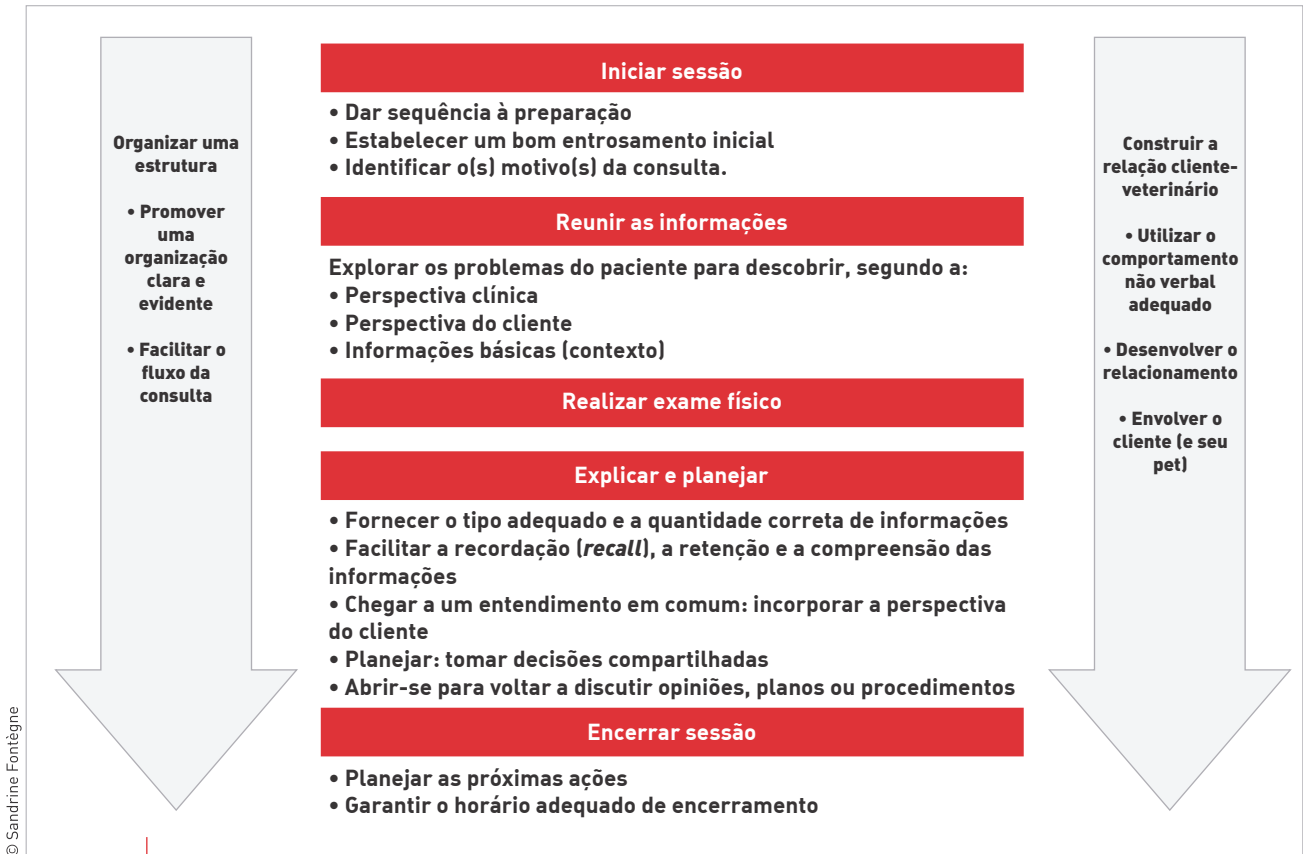 Organizar uma
estrutura
• Promover
uma
organização
clara e
evidente
• Facilitar o
fluxo da
consulta
Iniciar sessão
• Dar sequência à preparação
• Estabelecer um bom entrosamento inicial
• Identificar o(s) motivo(s) da consulta.
Reunir as informações
Explorar os problemas do paciente para descobrir, segundo a:
• Perspectiva clínica
• Perspectiva do cliente
• Informações básicas (contexto)
Realizar exame físico
Explicar e planejar
• Fornecer o tipo adequado e a quantidade correta de informações
• Facilitar a recordação (recall), a retenção e a compreensão das
informações
• Chegar a um entendimento em comum: incorporar a perspectiva
do cliente
• Planejar: tomar decisões compartilhadas
• Abrir-se para voltar a discutir opiniões, planos ou procedimentos
Encerrar sessão
• Planejar as próximas ações
• Garantir o horário adequado de encerramento
Construir a
relação cliente-
veterinário
• Utilizar o
comportamento
não verbal
adequado
• Desenvolver o
relacionamento
• Envolver o
cliente (e seu
pet)
© Sandrine Fontègne